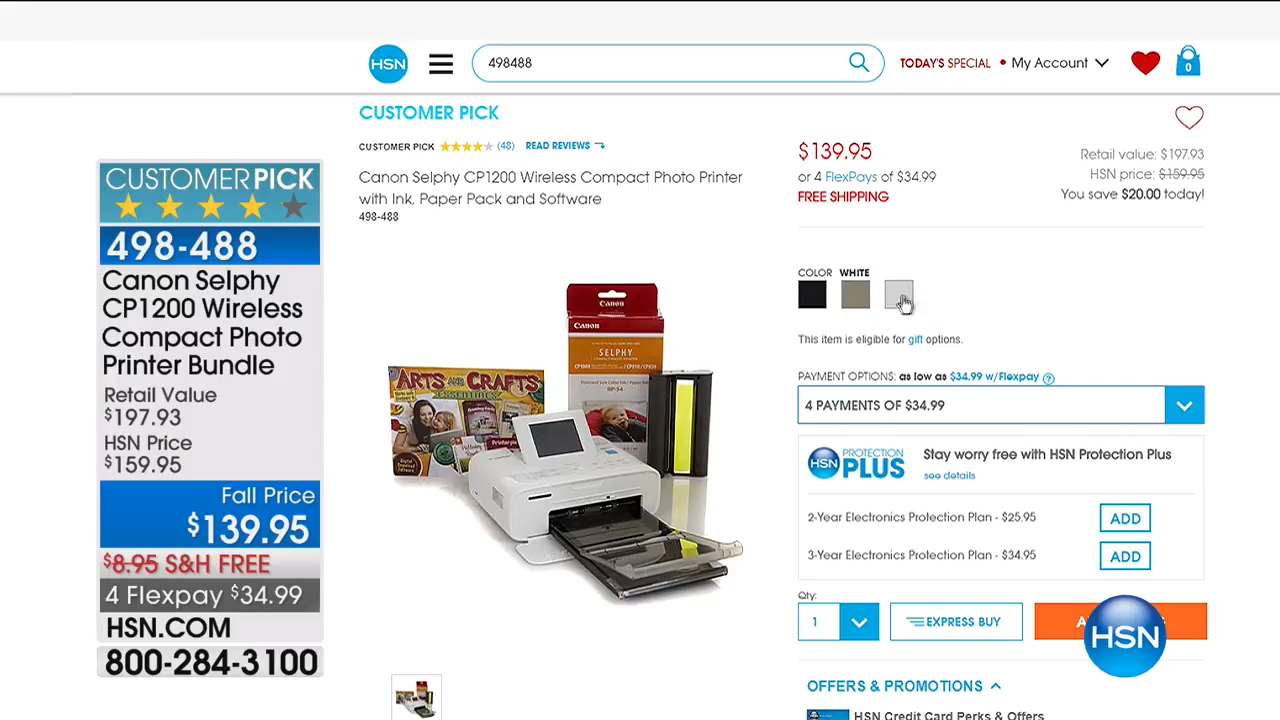 HSN
498488
TODAY'S SPECIAL
My Account
0
CUSTOMER PICK
CUSTOMER PICK
(48)
READ REVIEWS
Canon Selphy CP1200 Wireless Compact Photo Printer
with Ink, Paper Pack and Software
498-488
$139.95
or 4 FlexPays of $34.99
FREE SHIPPING
Retail value: $197.93
HSN price: $159.95
You save $20.00 today!
COLOR WHITE
This item is eligible for gift options.
PAYMENT OPTIONS: as low as $34.99 w/Flexpay ?
4 PAYMENTS OF $34.99
HSN PROTECTION PLUS
Stay worry free with HSN Protection Plus
see details
2-Year Electronics Protection Plan - $25.95
ADD
3-Year Electronics Protection Plan - $34.95
ADD
Qty:
1
EXPRESS BUY
HSN
OFFERS & PROMOTIONS
HSN Credit Card Perks & Offers
Canon
Canon
SELPHY
ARTS AND CRAFTS
CUSTOMER PICK
498-488
Canon Selphy
CP1200 Wireless
Compact Photo
Printer Bundle
Retail Value
$197.93
HSN Price
$159.95
Fall Price
$139.95
$8.95 S&H FREE
4 Flexpay $34.99
HSN.COM
800-284-3100